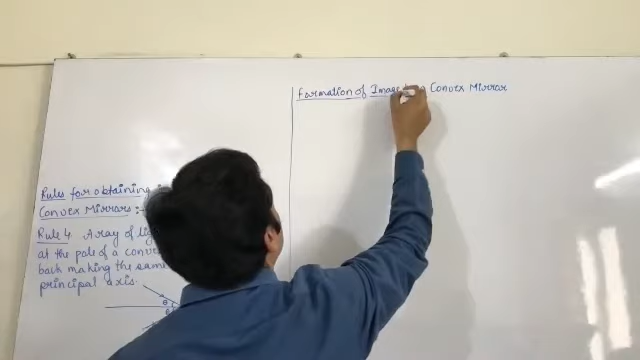 Rules for obtaining
Convex Mirrors :-
Rule 4 A ray of
at the pole of a
back making the same
principal axis.
θ
θ
Formation of Image Convex Mirror